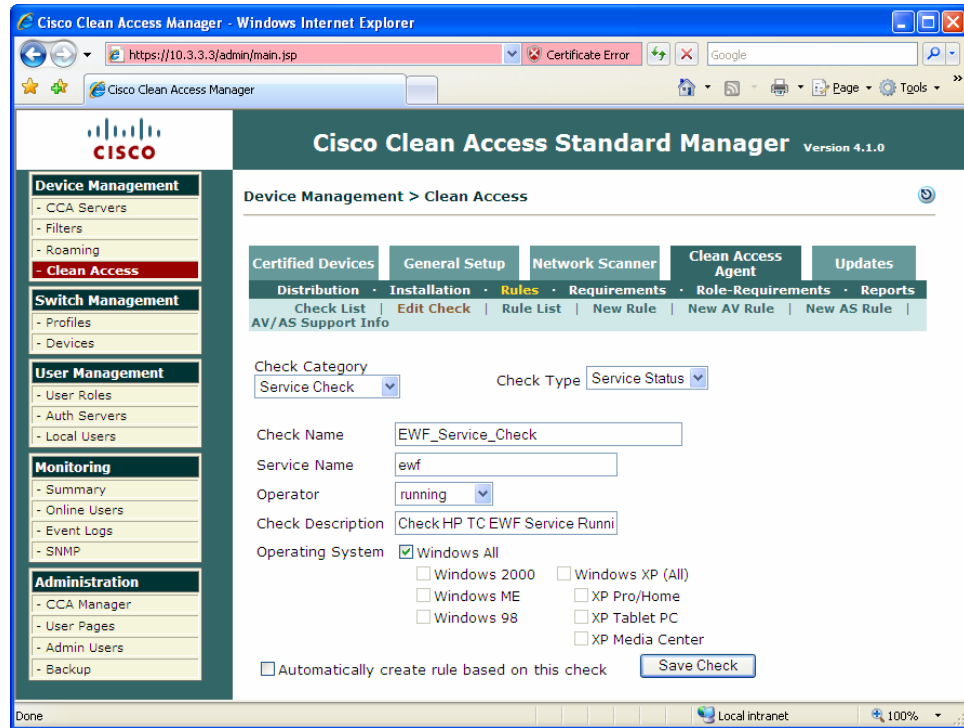 Cisco Clean Access Manager - Windows Internet Explorer
https://10.3.3.3/admin/main.jsp
Certificate Error
Google
Cisco Clean Access Manager
Page
Tools
»
CISCO
Cisco Clean Access Standard Manager Version 4.1.0
Device Management
- CCA Servers
- Filters
- Roaming
- Clean Access
Switch Management
- Profiles
- Devices
User Management
- User Roles
- Auth Servers
- Local Users
Monitoring
- Summary
- Online Users
- Event Logs
- SNMP
Administration
- CCA Manager
- User Pages
- Admin Users
- Backup
Device Management > Clean Access
Certified Devices
General Setup
Network Scanner
Clean Access
Agent
Updates
Distribution · Installation · Rules · Requirements · Role-Requirements · Reports
Check List | Edit Check | Rule List | New Rule | New AV Rule | New AS Rule |
AV/AS Support Info
Check Category
Service Check
Check Type Service Status
Check Name EWF_Service_Check
Service Name ewf
Operator running
Check Description Check HP TC EWF Service Runni
Operating System Windows All
Windows 2000 Windows XP (All)
Windows ME XP Pro/Home
Windows 98 XP Tablet PC
XP Media Center
Automatically create rule based on this check Save Check
Done
Local intranet
100%